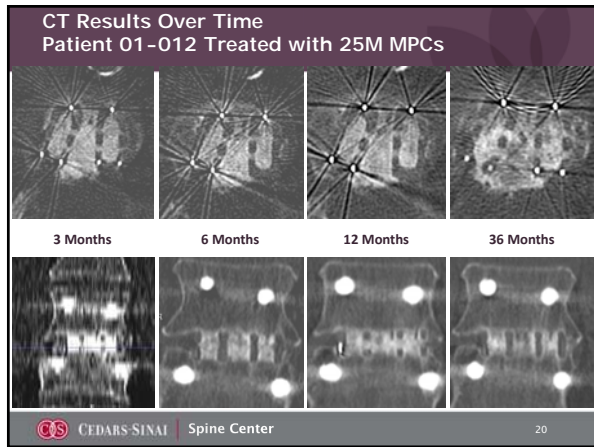 CT Results Over Time
Patient 01-012 Treated with 25M MPCs
3 Months
6 Months
12 Months
36 Months
CS CEDARS-SINAI Spine Center
20